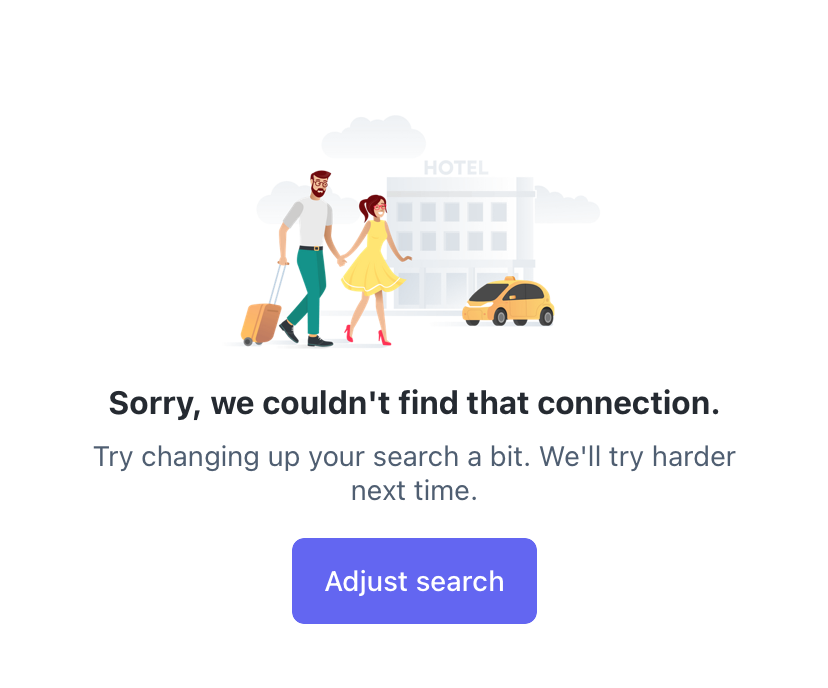 HOTEL
Sorry, we couldn't find that connection.
Try changing up your search a bit. We'll try harder
next time.
Adjust search